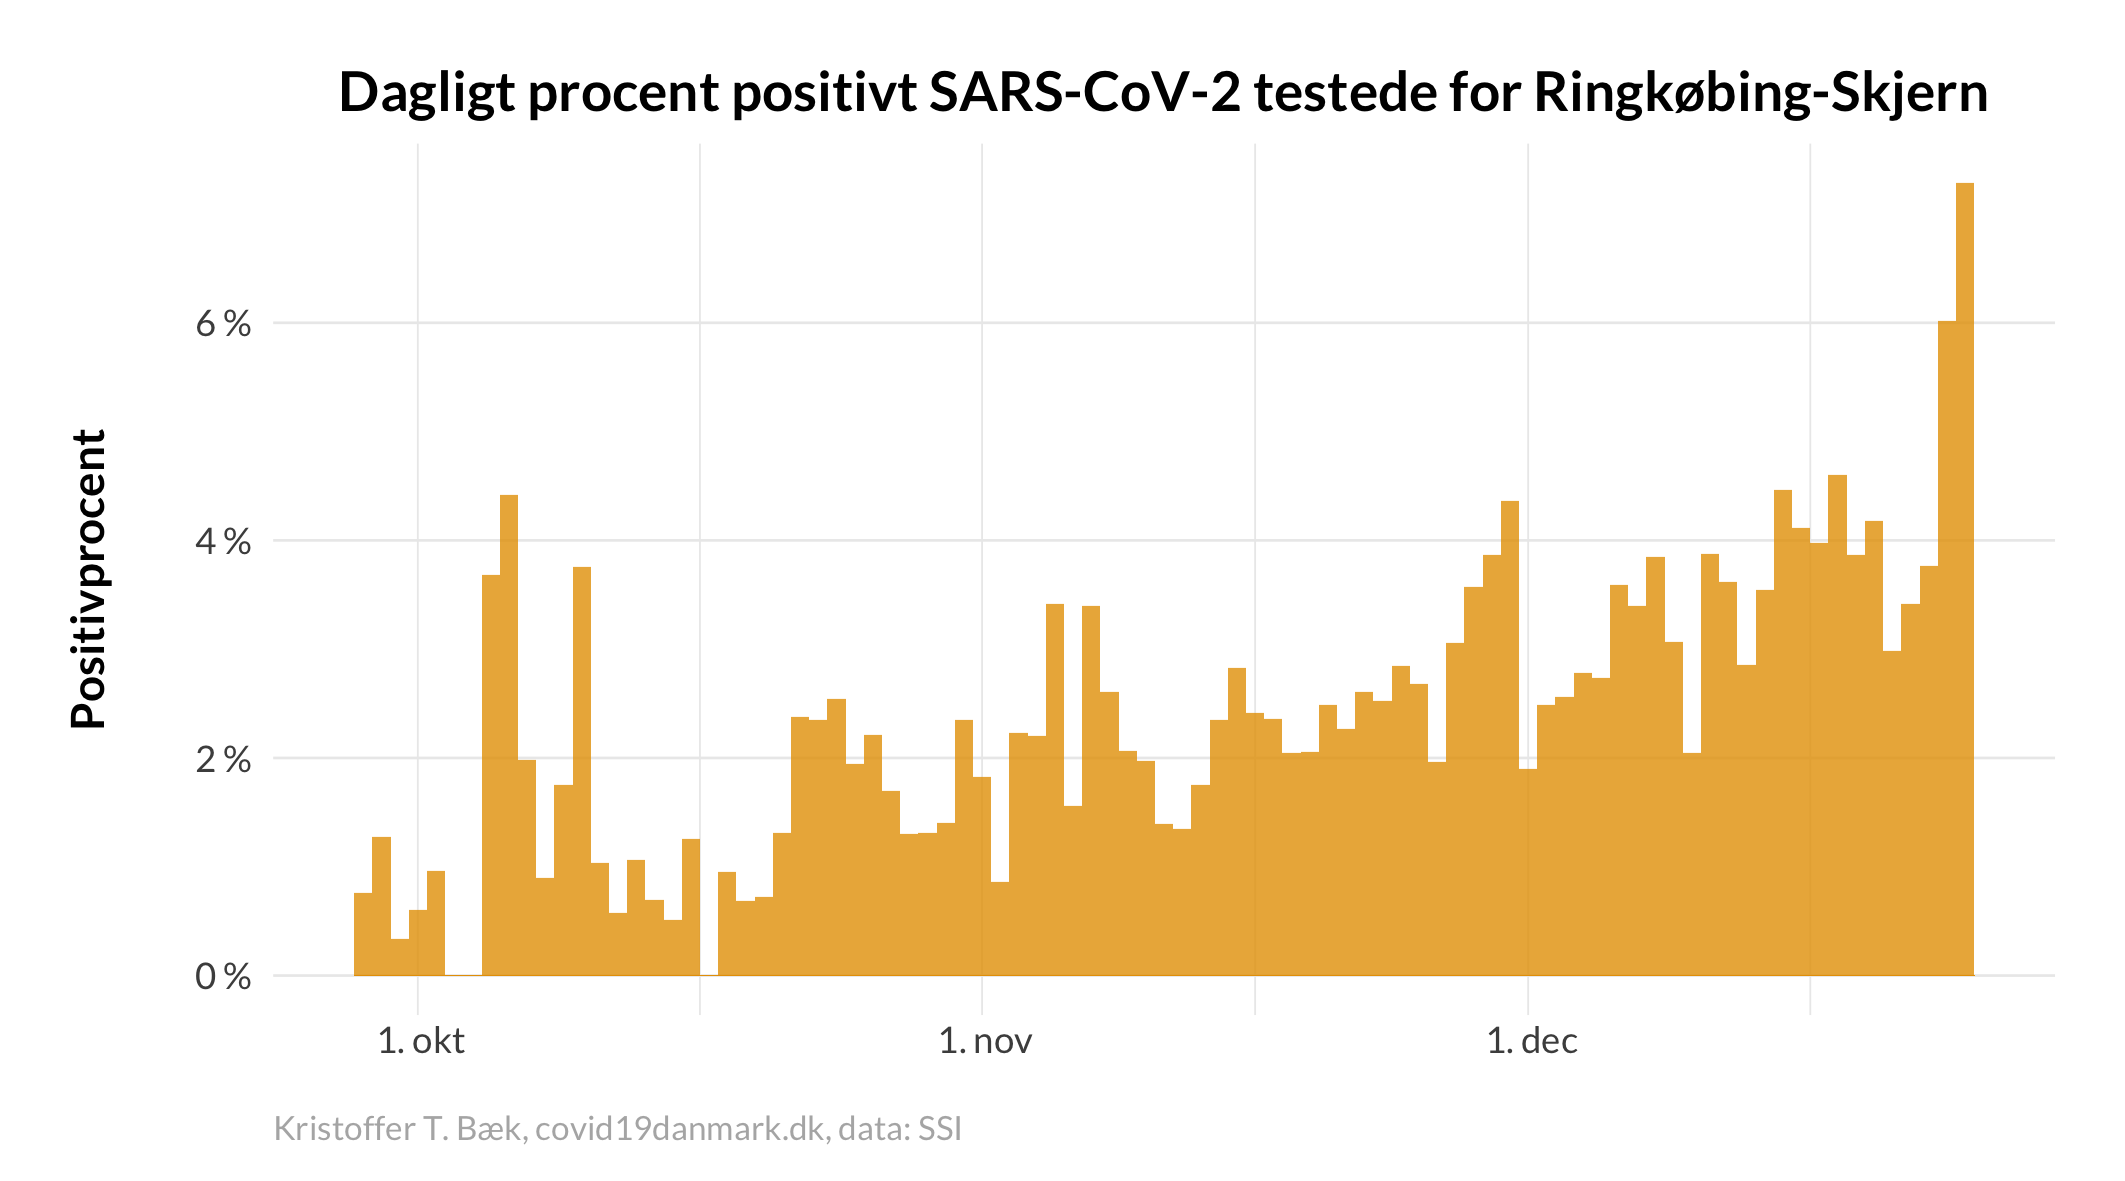 Dagligt procent positivt SARS-CoV-2 testede for Ringkøbing-Skjern
Positivprocent
6 %
4 %
2 %
0 %
1. okt
1. nov
1. dec
Kristoffer T. Bæk, covid19danmark.dk, data: SSI